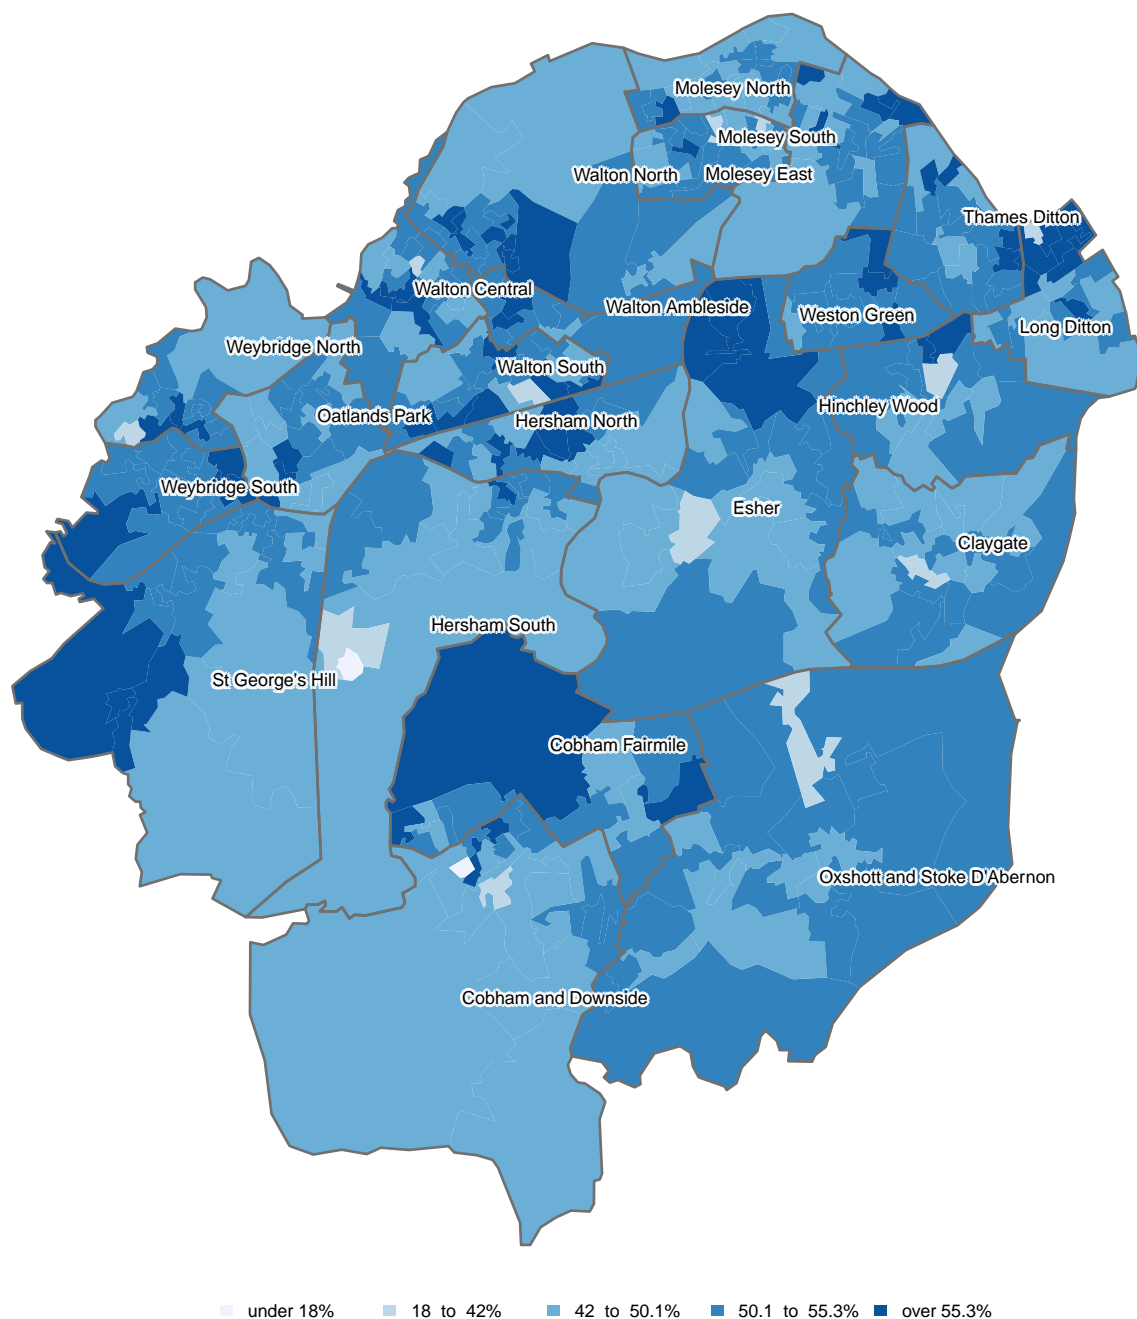 Molesey North
Molesey South
Walton North
Molesey East
Thames Ditton
Walton Central
Walton Ambleside
Weston Green
Long Ditton
Weybridge North
Walton South
Oatlands Park
Hersham North
Hinchley Wood
Weybridge South
Esher
Claygate
Hersham South
St George's Hill
Cobham Fairmile
Oxshott and Stoke D'Abernon
Cobham and Downside
under 18% 18 to 42% 42 to 50.1% 50.1 to 55.3% over 55.3%